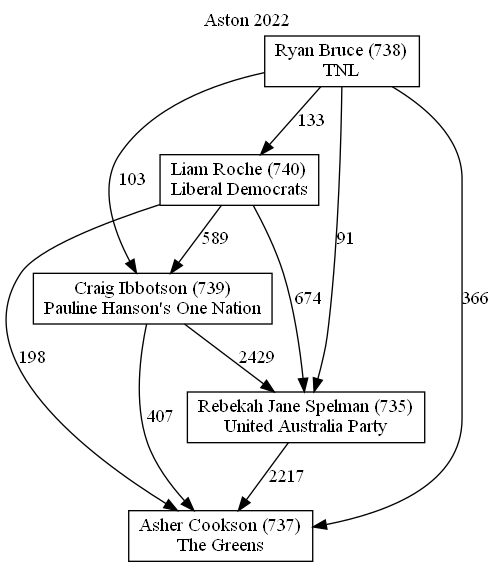 Aston 2022
Ryan Bruce (738)
TNL
133
Liam Roche (740)
Liberal Democrats
103
589
91
Craig Ibbotson (739)
Pauline Hanson's One Nation
674
366
198
2429
407
Rebekah Jane Spelman (735)
United Australia Party
2217
Asher Cookson (737)
The Greens